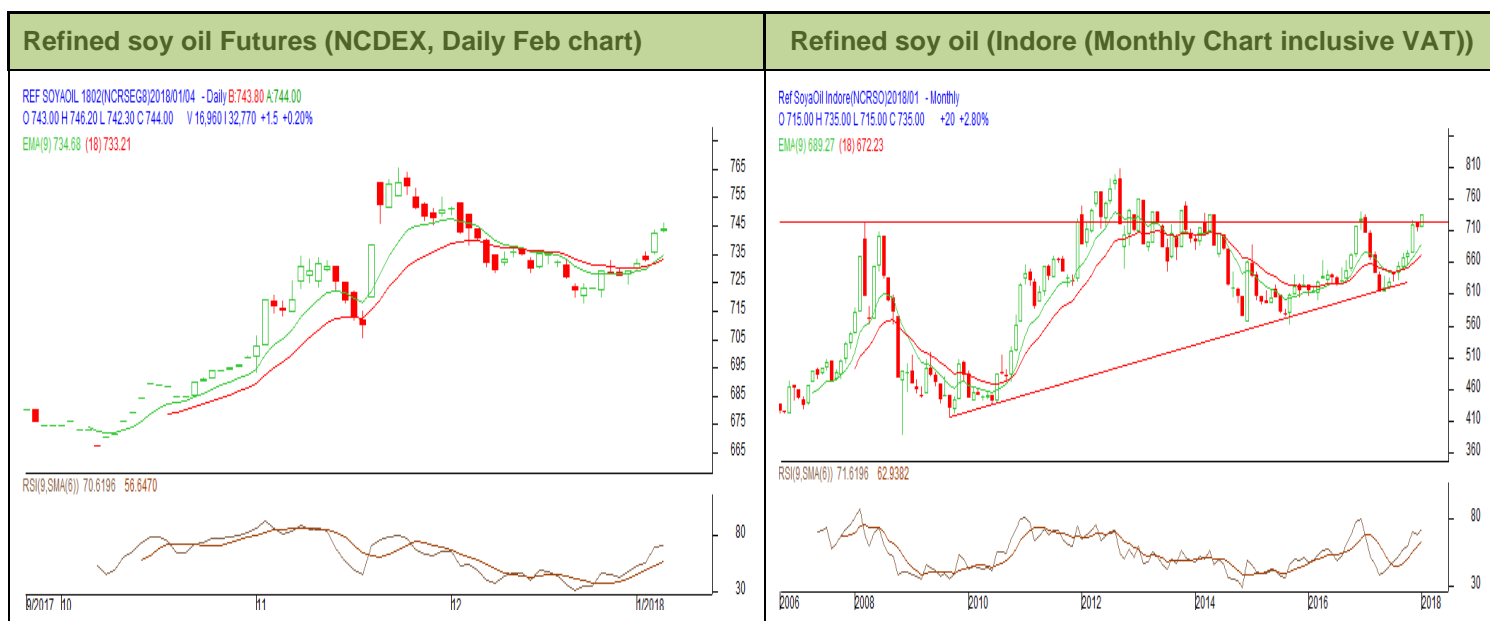 Refined soy oil Futures (NCDEX, Daily Feb chart)
Refined soy oil (Indore (Monthly Chart inclusive VAT))
REF SOYAOIL 1802(NCRSEG8)2018/01/04 - Daily B:743.80 A:744.00
O 743.00 H 746.20 L 742.30 C 744.00 V 16,960 I 32,770 +1.5 +0.20%
EMA(9) 734.68 (18) 733.21
765
755
745
735
725
715
705
695
685
675
665
RSI(9,SMA(6)) 70.6196 56.6470
80
30
9/2017 10 11 12 1/2018
Ref SoyaOil Indore(NCRSO)2018/01 - Monthly
O 715.00 H 735.00 L 715.00 C 735.00 +20 +2.80%
EMA(9) 689.27 (18) 672.23
810
760
710
660
610
560
510
460
410
360
RSI(9,SMA(6)) 71.6196 62.9382
80
30
2006 2008 2010 2012 2014 2016 2018